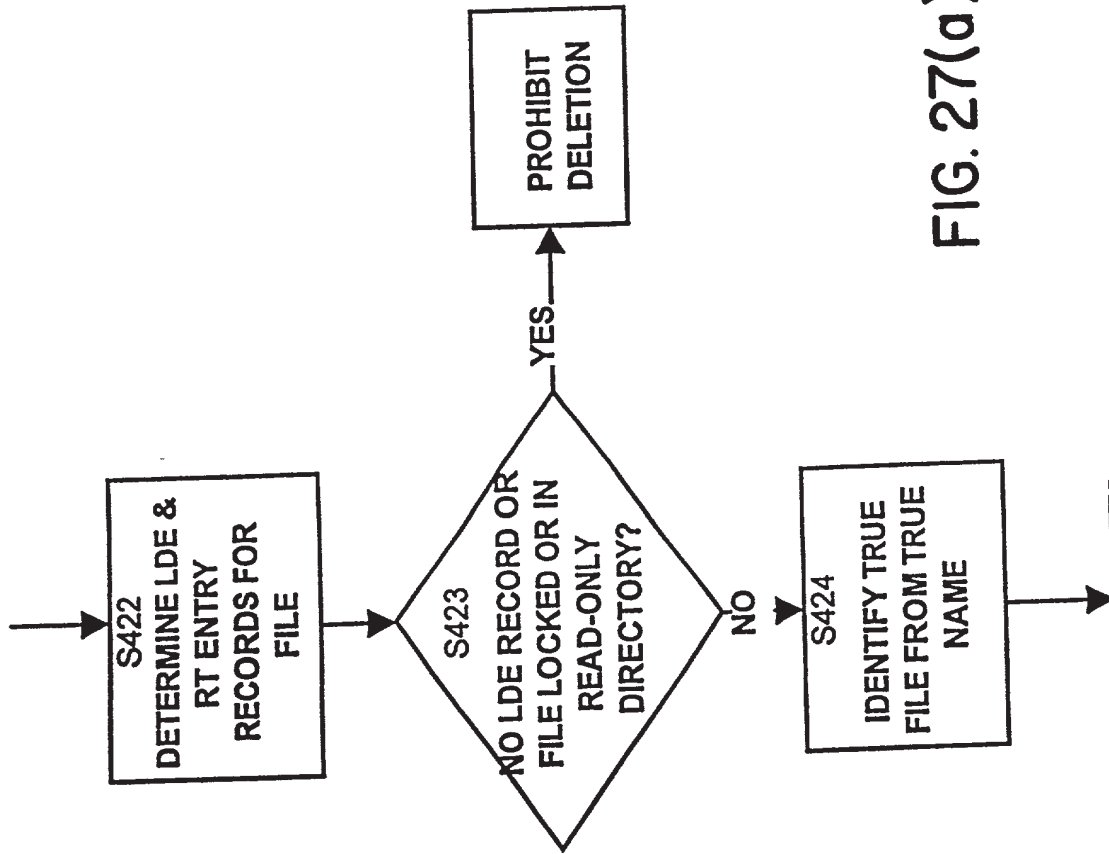 S422
DETERMINE LDE &
RT ENTRY
RECORDS FOR
FILE
S423
NO LDE RECORD OR
FILE LOCKED OR IN
READ-ONLY
DIRECTORY?
YES
PROHIBIT
DELETION
NO
S424
IDENTIFY TRUE
FILE FROM TRUE
NAME
FIG. 27(a)